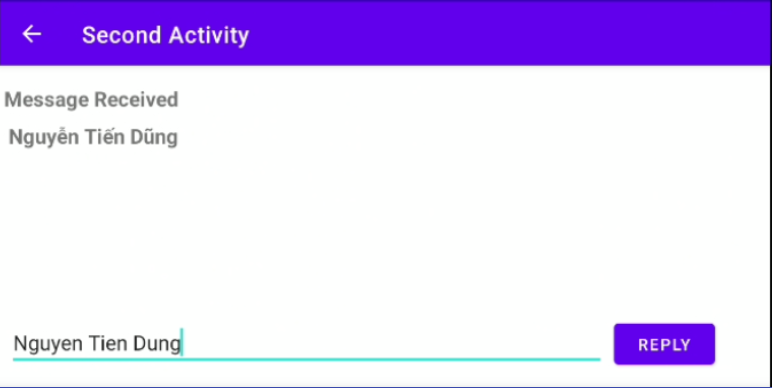 Second Activity
Message Received
Nguyễn Tiến Dũng
Nguyen Tien Dung
REPLY